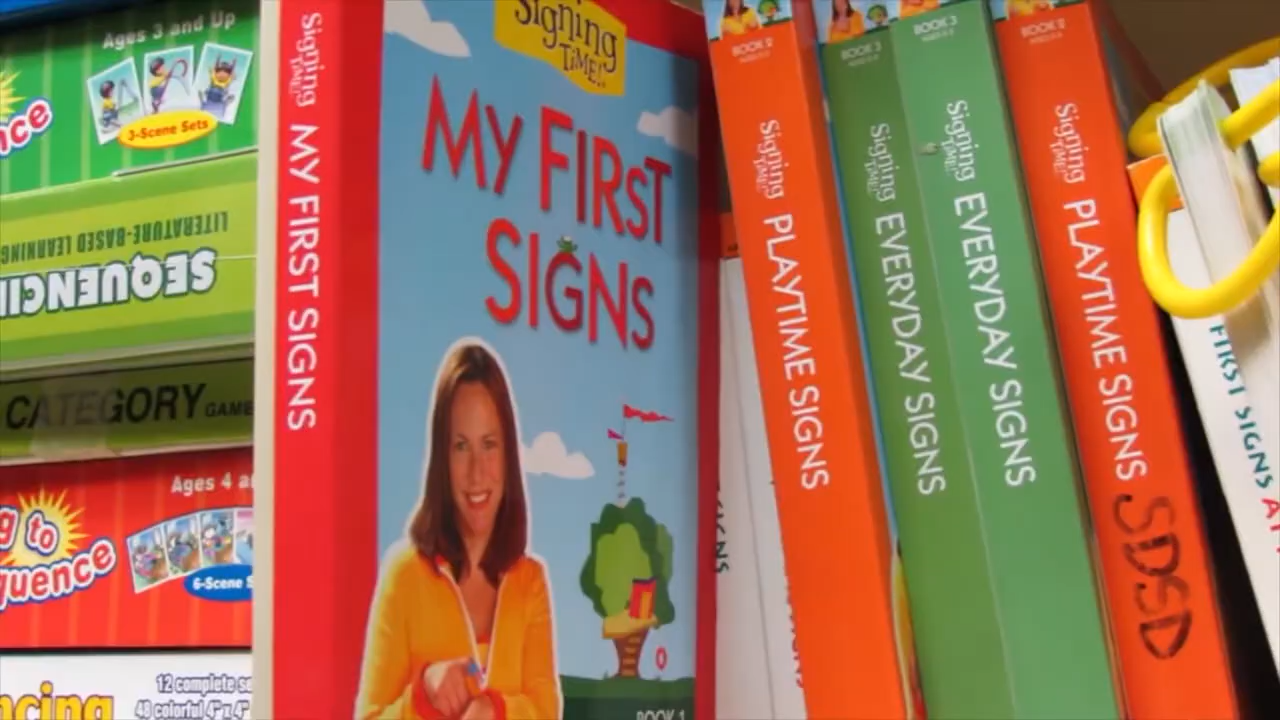 Ages 3 and Up
3-Scene Sets
LITERATURE-BASED LEARNING
CATEGORY GAME
Ages 4
g to
quence
6-Scene
12 complete
48 colorful 4" x 4"
Signing
TIME!
MY FIRST SIGNS
Signing
TIME!
MY FIRST
SIGNS
BOOK 1
BOOK 2
Signing
TIME!
PLAYTIME SIGNS
BOOK 3
Signing
TIME!
EVERYDAY SIGNS
BOOK 3
Signing
TIME!
EVERYDAY SIGNS
BOOK 2
Signing
TIME!
PLAYTIME SIGNS
SDSD
FIRST SIGNS